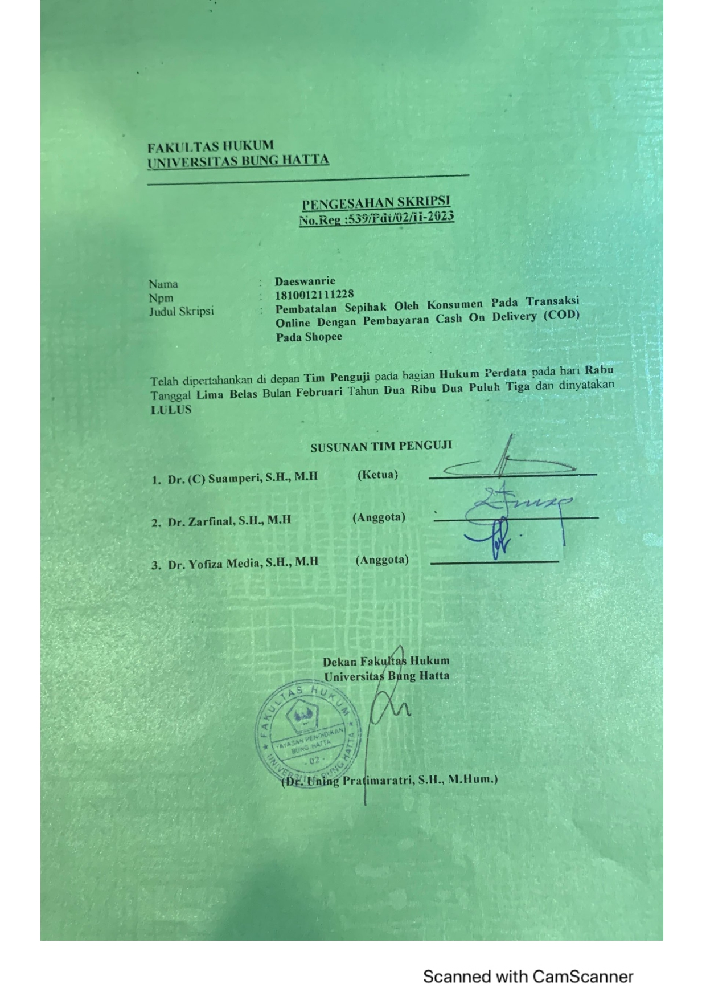 FAKULTAS HUKUM
UNIVERSITAS BUNG HATTA
PENGESAHAN SKRIPSI
No.Reg :539/Pdt/02/II-2023
Nama : Daeswanrie
Npm : 1810012111228
Judul Skripsi : Pembatalan Sepihak Oleh Konsumen Pada Transaksi
Online Dengan Pembayaran Cash On Delivery (COD)
Pada Shopee
Telah dipertahankan di depan Tim Penguji pada bagian Hukum Perdata pada hari Rabu
Tanggal Lima Belas Bulan Februari Tahun Dua Ribu Dua Puluh Tiga dan dinyatakan
LULUS
SUSUNAN TIM PENGUJI
1. Dr. (C) Suamperi, S.H., M.H (Ketua)
2. Dr. Zarfinal, S.H., M.H (Anggota)
3. Dr. Yofiza Media, S.H., M.H (Anggota)
Dekan Fakultas Hukum
Universitas Bung Hatta
FAKULTAS HUKUM
YAYASAN PENDIDIKAN
BUNG HATTA
- 02 -
UNIVERSITAS BUNG HATTA
(Dr. Uning Pratimaratri, S.H., M.Hum.)
Scanned with CamScanner